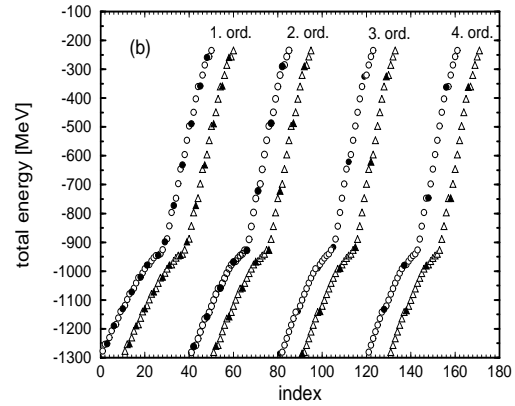 -100
-200
-300
-400
-500
-600
-700
-800
-900
-1000
-1100
-1200
-1300
total energy [MeV]
(b)
1. ord.
2. ord.
3. ord.
4. ord.
0 20 40 60 80 100 120 140 160 180
index